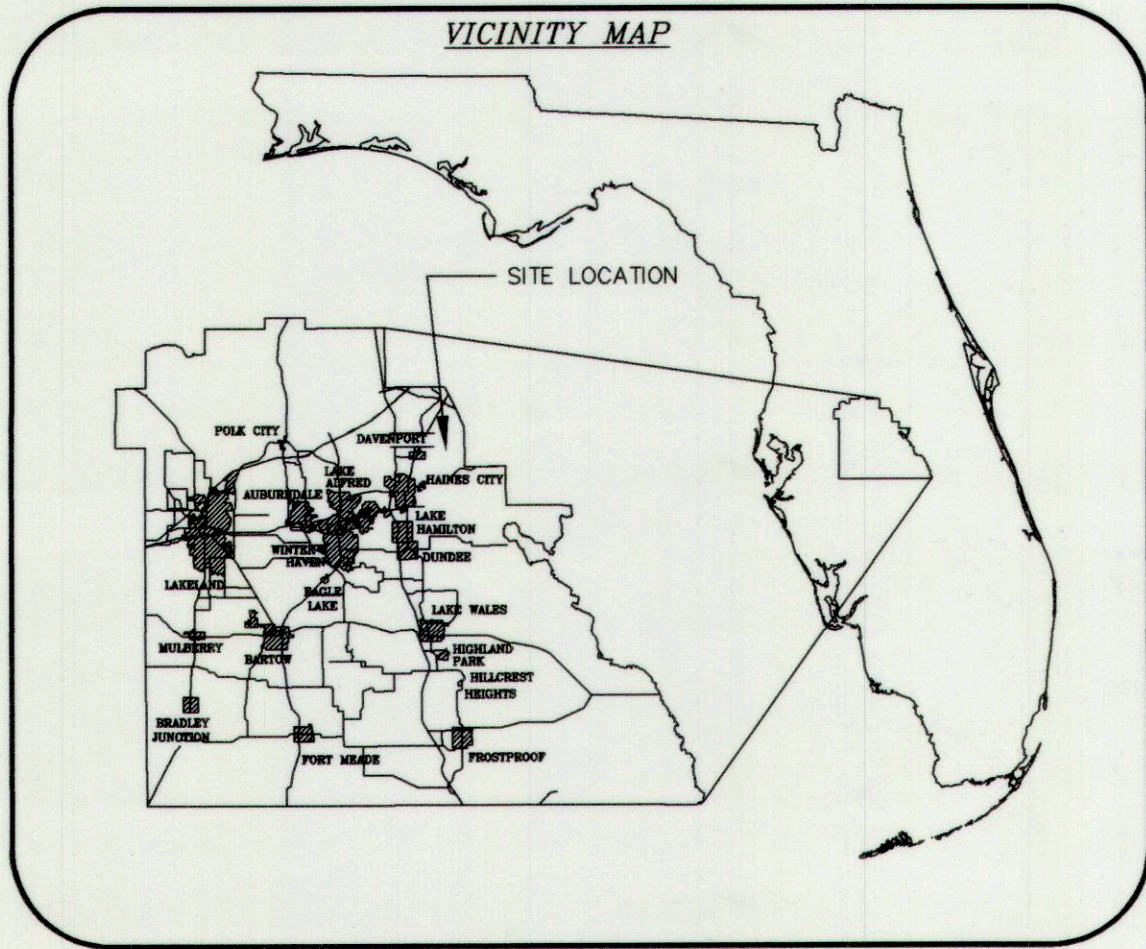 VICINITY MAP
SITE LOCATION
POLK CITY
DAVENPORT
LAKE
ALFRED
HAINES CITY
AUBURNDALE
LAKE
HAMILTON
WINTER
HAVEN
DUNDEE
LAKELAND
EAGLE
LAKE
LAKE WALES
MULBERRY
BARTOW
HIGHLAND
PARK
HILLCREST
HEIGHTS
BRADLEY
JUNCTION
FORT MEADE
FROSTPROOF